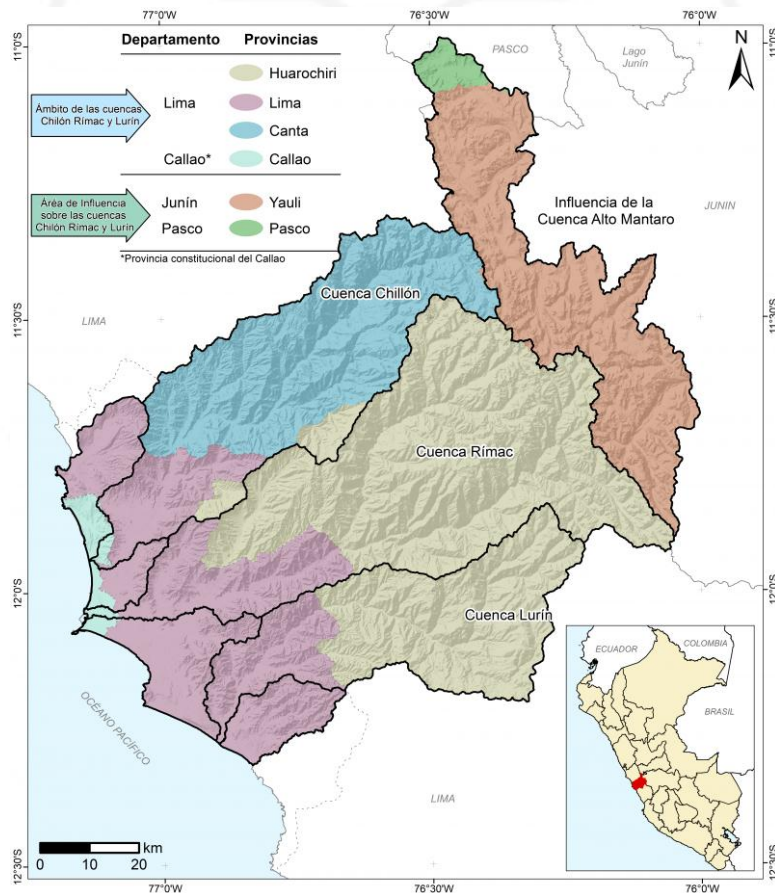 77°0'W 76°30'W 76°0'W
11°0'S 11°0'S
Departamento Provincias
Huarochiri
Ámbito de las cuencas
Chilón Rímac y Lurín
Lima Lima
Canta
Callao* Callao
Área de Influencia
sobre las cuencas
Chilón Rímac y Lurín
Junín Yauli
Pasco Pasco
*Provincia constitucional del Callao
PASCO
Lago
Junín
N
Influencia de la
Cuenca Alto Mantaro
JUNIN
Cuenca Chillón
LIMA
11°30'S 11°30'S
Cuenca Rímac
12°0'S 12°0'S
Cuenca Lurín
OCÉANO PACÍFICO
LIMA
ECUADOR
COLOMBIA
BRASIL
km
0 10 20
12°30'S 12°30'S
77°0'W 76°30'W 76°0'W